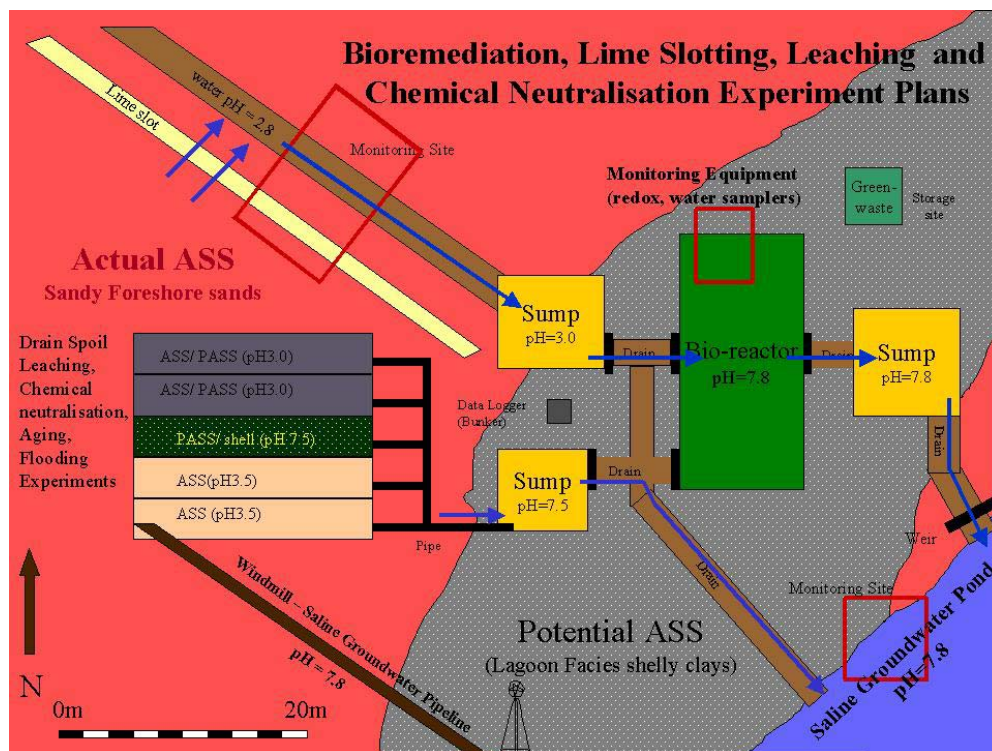 Bioremediation, Lime Slotting, Leaching and
Chemical Neutralisation Experiment Plans
water pH = 2.8
Lime slot
Monitoring Site
Monitoring Equipment
(redox, water samplers)
Green-
waste
Storage
site
Actual ASS
Sandy Foreshore sands
Sump
pH=3.0
Drain
Bio-reactor
pH=7.8
Drain
Sump
pH=7.8
Drain Spoil
Leaching,
Chemical
neutralisation,
Aging,
Flooding
Experiments
ASS/ PASS (pH3.0)
ASS/ PASS (pH3.0)
PASS/ shell (pH 7.5)
ASS(pH3.5)
ASS (pH3.5)
Data Logger
(Bunker)
Sump
pH=7.5
Drain
Drain
Pipe
Weir
Drain
Monitoring Site
Windmill – Saline Groundwater Pipeline
pH = 7.8
Potential ASS
(Lagoon Facies shelly clays)
Saline Groundwater Pond
pH=7.8
N
0m
20m